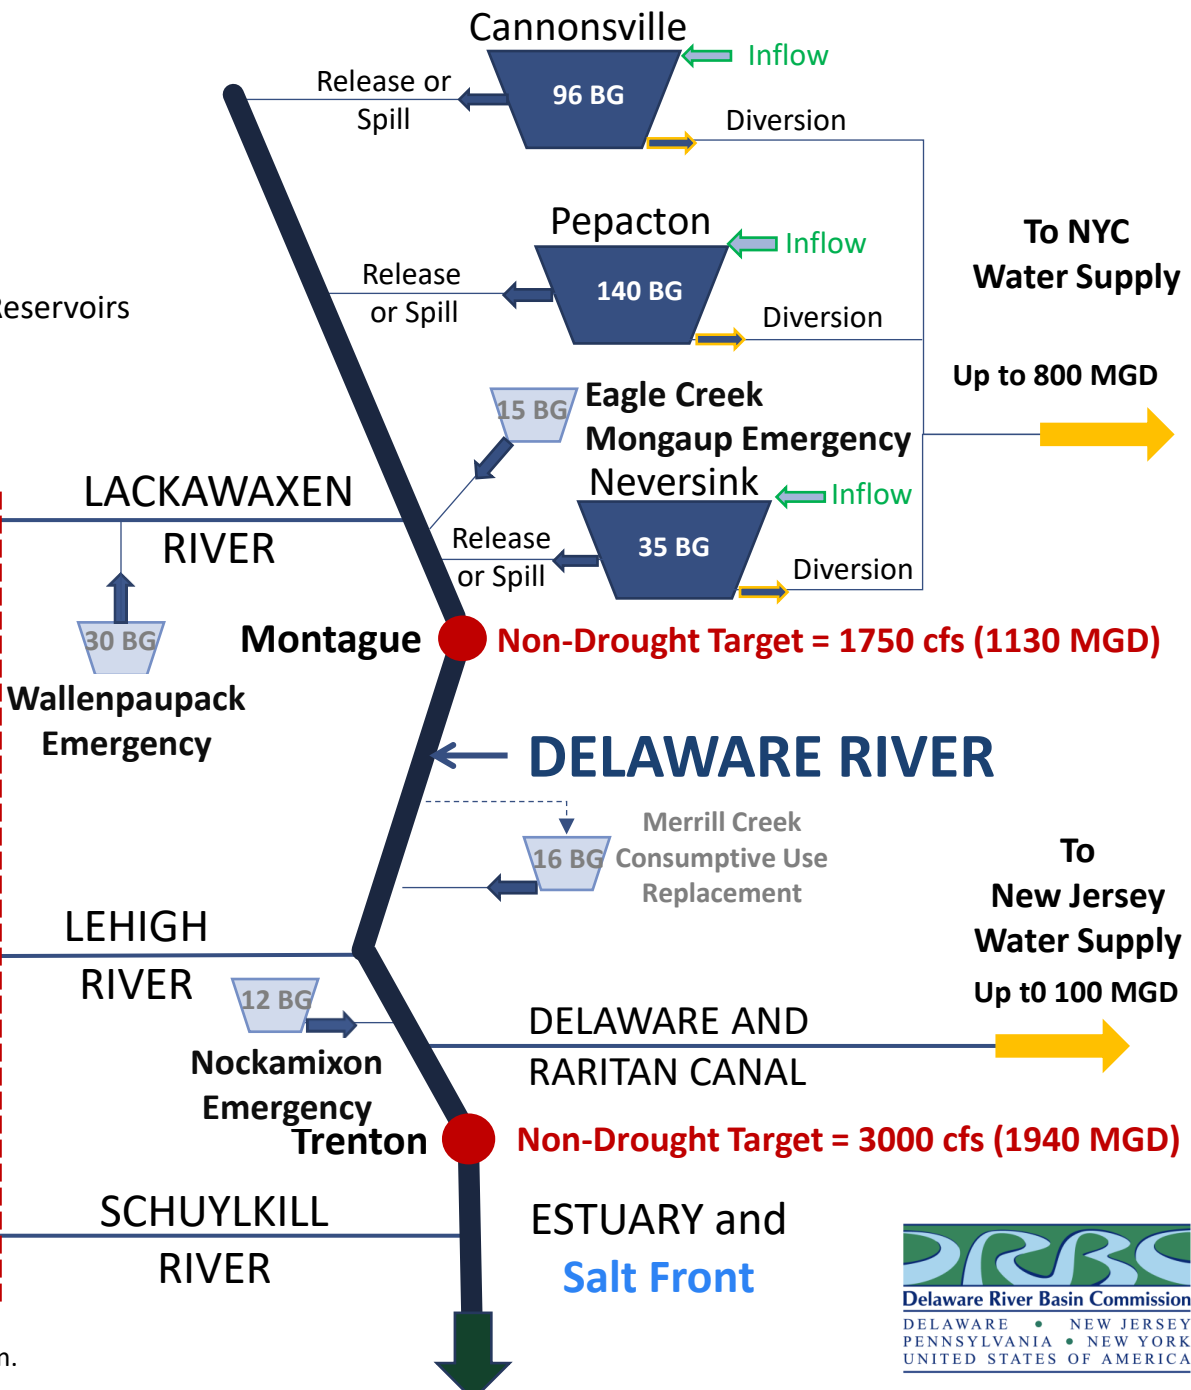 Cannonsville
Inflow
Release or
Spill
96 BG
Diversion
Pepacton
Inflow
Release
or Spill
140 BG
Diversion
To NYC
Water Supply
Reservoirs
Up to 800 MGD
15 BG
Eagle Creek
Mongaup Emergency
Neversink
Inflow
LACKAWAXEN
RIVER
Release
or Spill
35 BG
Diversion
30 BG
Wallenpaupack
Emergency
Montague
Non-Drought Target = 1750 cfs (1130 MGD)
DELAWARE RIVER
16 BG
Merrill Creek
Consumptive Use
Replacement
To
New Jersey
Water Supply
Up t0 100 MGD
LEHIGH
RIVER
12 BG
Nockamixon
Emergency
DELAWARE AND
RARITAN CANAL
Trenton
Non-Drought Target = 3000 cfs (1940 MGD)
SCHUYLKILL
RIVER
ESTUARY and
Salt Front
DRBC
Delaware River Basin Commission
DELAWARE • NEW JERSEY
PENNSYLVANIA • NEW YORK
UNITED STATES OF AMERICA